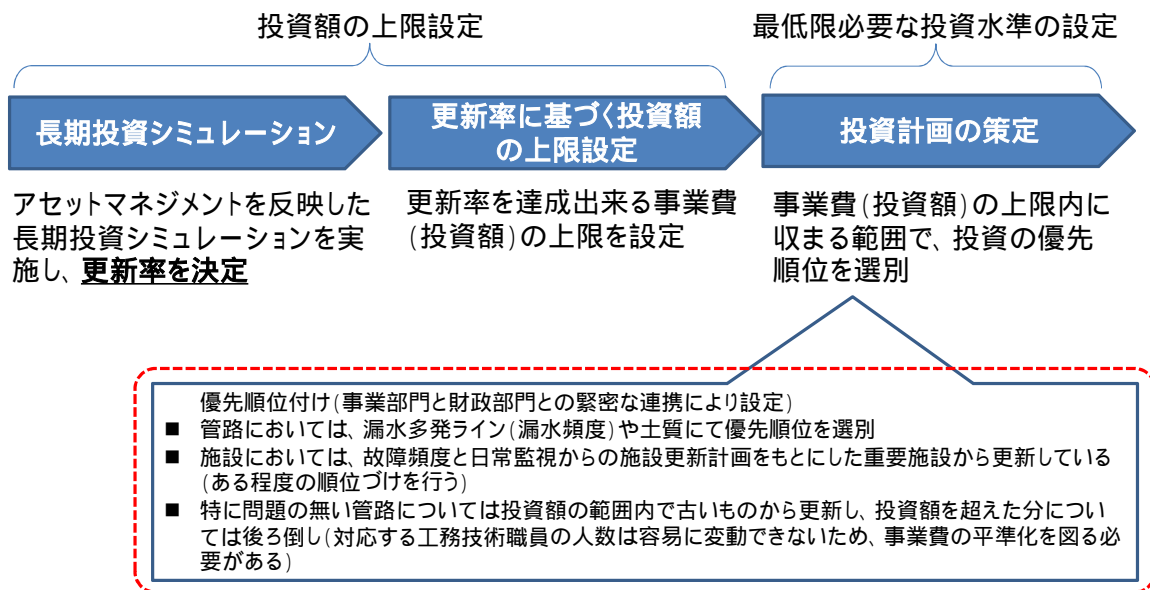 投資額の上限設定
最低限必要な投資水準の設定
長期投資シミュレーション
更新率に基づく投資額
の上限設定
投資計画の策定
アセットマネジメントを反映した
長期投資シミュレーションを実
施し、更新率を決定
更新率を達成出来る事業費
(投資額)の上限を設定
事業費(投資額)の上限内に
収まる範囲で、投資の優先
順位を選別
優先順位付け(事業部門と財政部門との緊密な連携により設定)
■ 管路においては、漏水多発ライン(漏水頻度)や土質にて優先順位を選別
■ 施設においては、故障頻度と日常監視からの施設更新計画をもとにした重要施設から更新している
(ある程度の順位づけを行う)
■ 特に問題の無い管路については投資額の範囲内で古いものから更新し、投資額を超えた分につい
ては後ろ倒し(対応する工務技術職員の人数は容易に変動できないため、事業費の平準化を図る必
要がある)